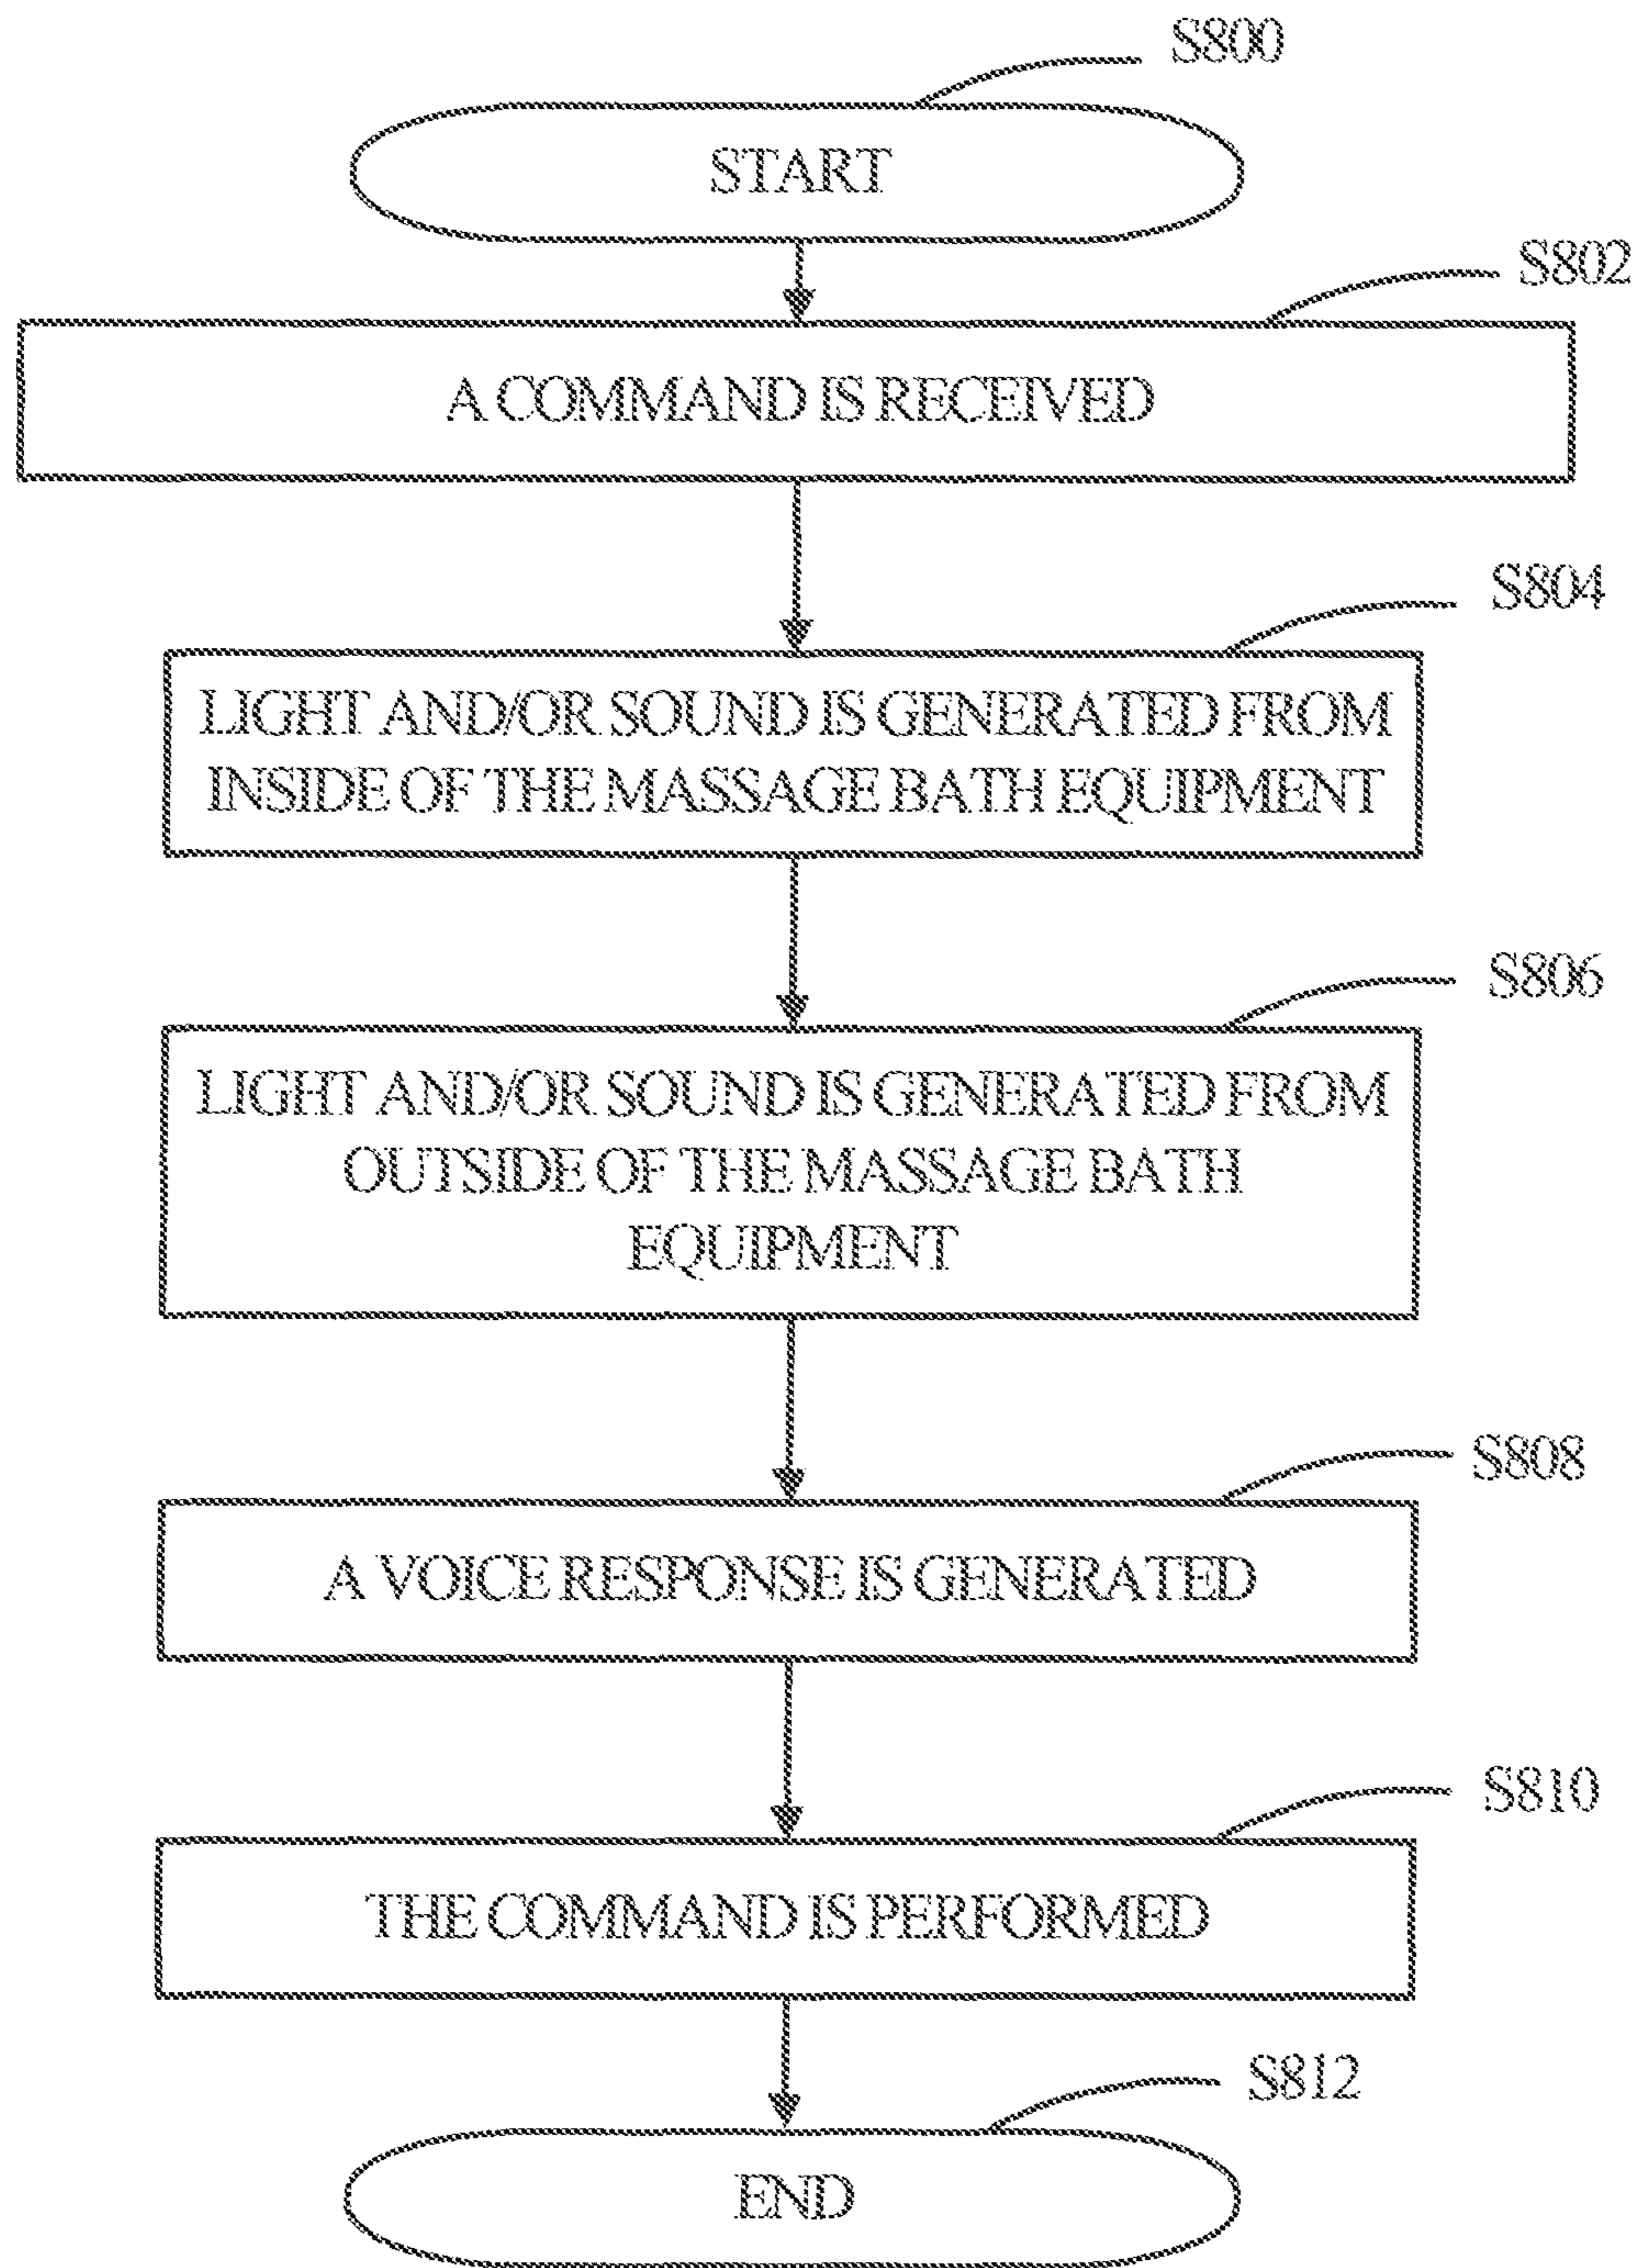 S800
START
S802
A COMMAND IS RECEIVED
S804
LIGHT AND/OR SOUND IS GENERATED FROM
INSIDE OF THE MASSAGE BATH EQUIPMENT
S806
LIGHT AND/OR SOUND IS GENERATED FROM
OUTSIDE OF THE MASSAGE BATH
EQUIPMENT
S808
A VOICE RESPONSE IS GENERATED
S810
THE COMMAND IS PERFORMED
S812
END